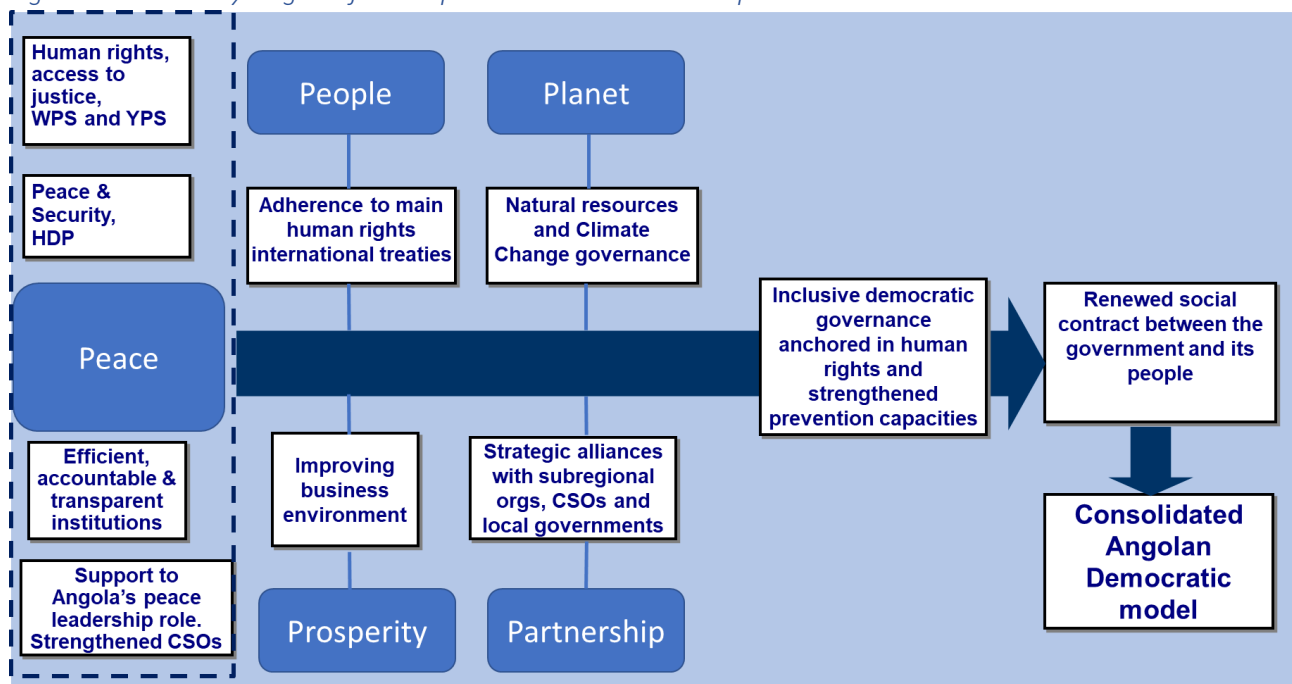 Human rights,
access to
justice,
WPS and YPS
Peace &
Security,
HDP
Peace
Efficient,
accountable &
transparent
institutions
Support to
Angola's peace
leadership role.
Strengthened CSOs
People
Adherence to main
human rights
international treaties
Improving
business
environment
Prosperity
Planet
Natural resources
and Climate
Change governance
Strategic alliances
with subregional
orgs, CSOs and
local governments
Partnership
Inclusive democratic
governance
anchored in human
rights and
strengthened
prevention capacities
Renewed social
contract between the
government and its
people
Consolidated
Angolan
Democratic
model